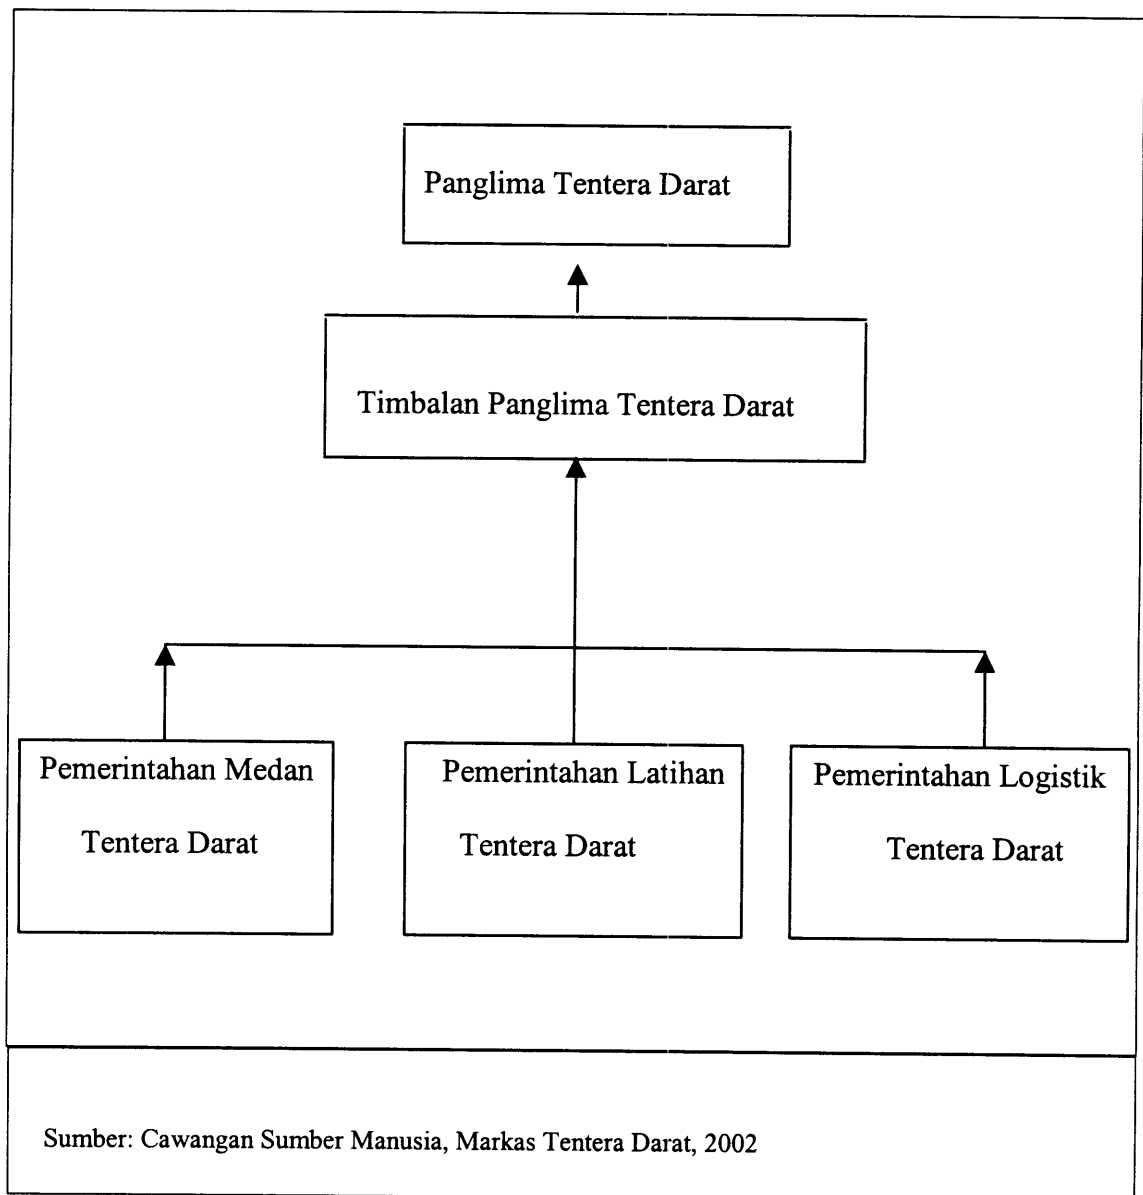 Panglima Tentera Darat
Timbalan Panglima Tentera Darat
Pemerintahan Medan
Tentera Darat
Pemerintahan Latihan
Tentera Darat
Pemerintahan Logistik
Tentera Darat
Sumber: Cawangan Sumber Manusia, Markas Tentera Darat, 2002